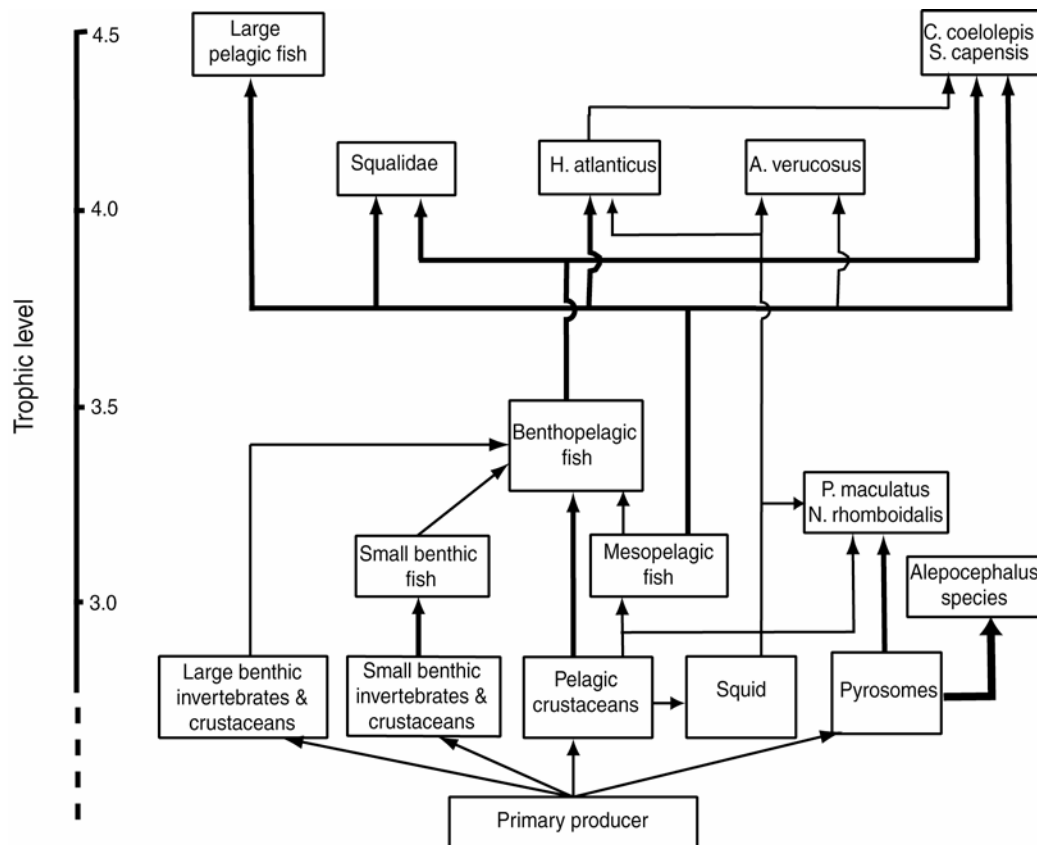 4.5
Large
pelagic fish
C. coelolepis
S. capensis
Squalidae
H. atlanticus
A. verucosus
4.0
Trophic level
3.5
Benthopelagic
fish
P. maculatus
N. rhomboidalis
Small benthic
fish
Mesopelagic
fish
Alepocephalus
species
3.0
Large benthic
invertebrates &
crustaceans
Small benthic
invertebrates &
crustaceans
Pelagic
crustaceans
Squid
Pyrosomes
Primary producer